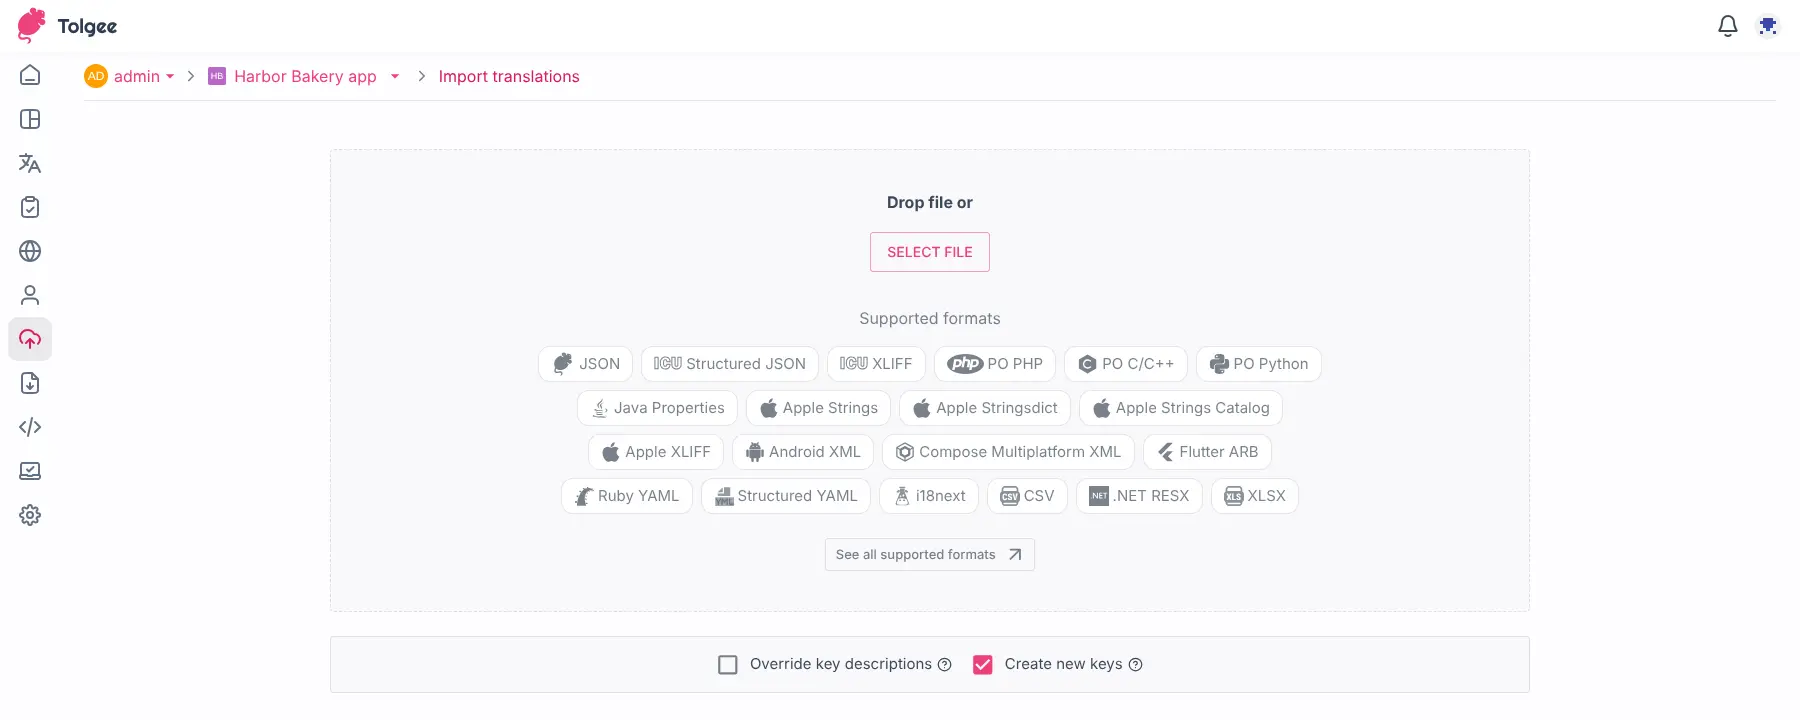 Tolgee
AD admin HB Harbor Bakery app Import translations
Drop file or
SELECT FILE
Supported formats
JSON ICU Structured JSON ICU XLIFF php PO PHP C PO C/C++ PO Python
Java Properties Apple Strings Apple Stringsdict Apple Strings Catalog
Apple XLIFF Android XML Compose Multiplatform XML Flutter ARB
Ruby YAML YAML Structured YAML i18next CSV CSV .NET .NET RESX XLS XLSX
See all supported formats
Override key descriptions ? Create new keys ?